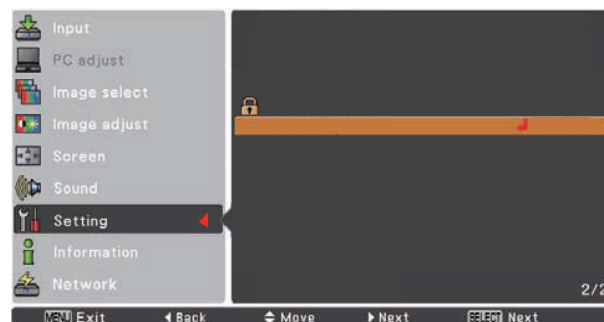 Input
PC adjust
Image select
Image adjust
Screen
Sound
Setting
Information
Network
2/2
MENU Exit Back Move Next SELECT Next